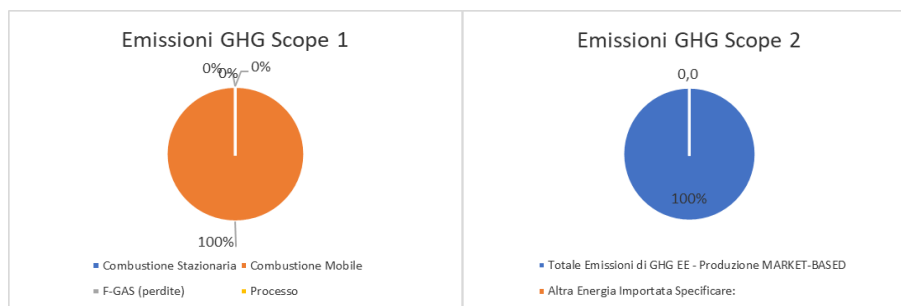 Emissioni GHG Scope 1
0%
0%
0%
100%
Combustione Stazionaria
Combustione Mobile
F-GAS (perdite)
Processo
Emissioni GHG Scope 2
0,0
100%
Totale Emissioni di GHG EE - Produzione MARKET-BASED
Altra Energia Importata Specificare: